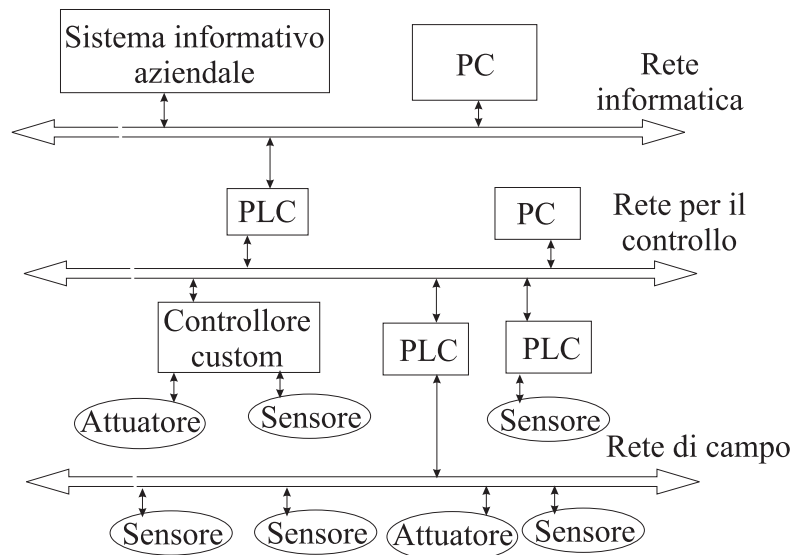 Sistema informativo
aziendale
PC
Rete
informatica
PLC
PC
Rete per il
controllo
Controllore
custom
PLC
PLC
Attuatore
Sensore
Sensore
Rete di campo
Sensore
Sensore
Attuatore
Sensore